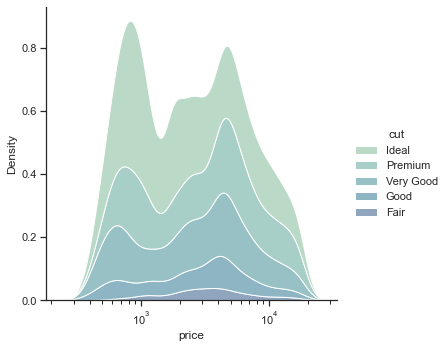 0.8
0.6
0.4
0.2
0.0
Density
10³
10⁴
price
cut
Ideal
Premium
Very Good
Good
Fair